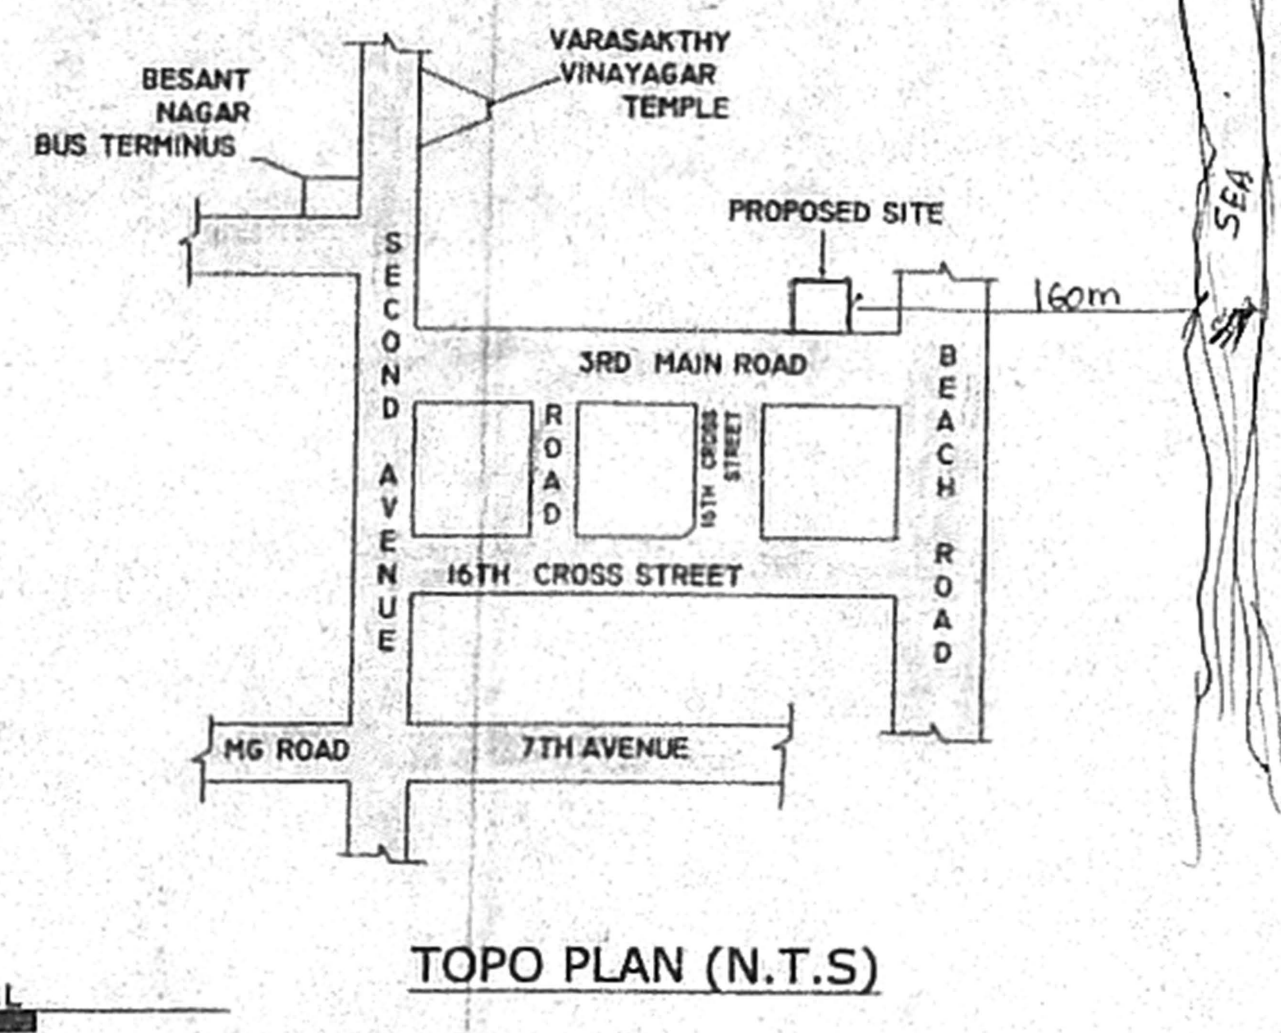 VARASAKTHY
VINAYAGAR
TEMPLE
BESANT
NAGAR
BUS TERMINUS
PROPOSED SITE
SEA
160m
SECOND AVENUE
3RD MAIN ROAD
BEACH ROAD
ROAD
15TH CROSS
STREET
16TH CROSS STREET
MG ROAD
7TH AVENUE
TOPO PLAN (N.T.S)
L